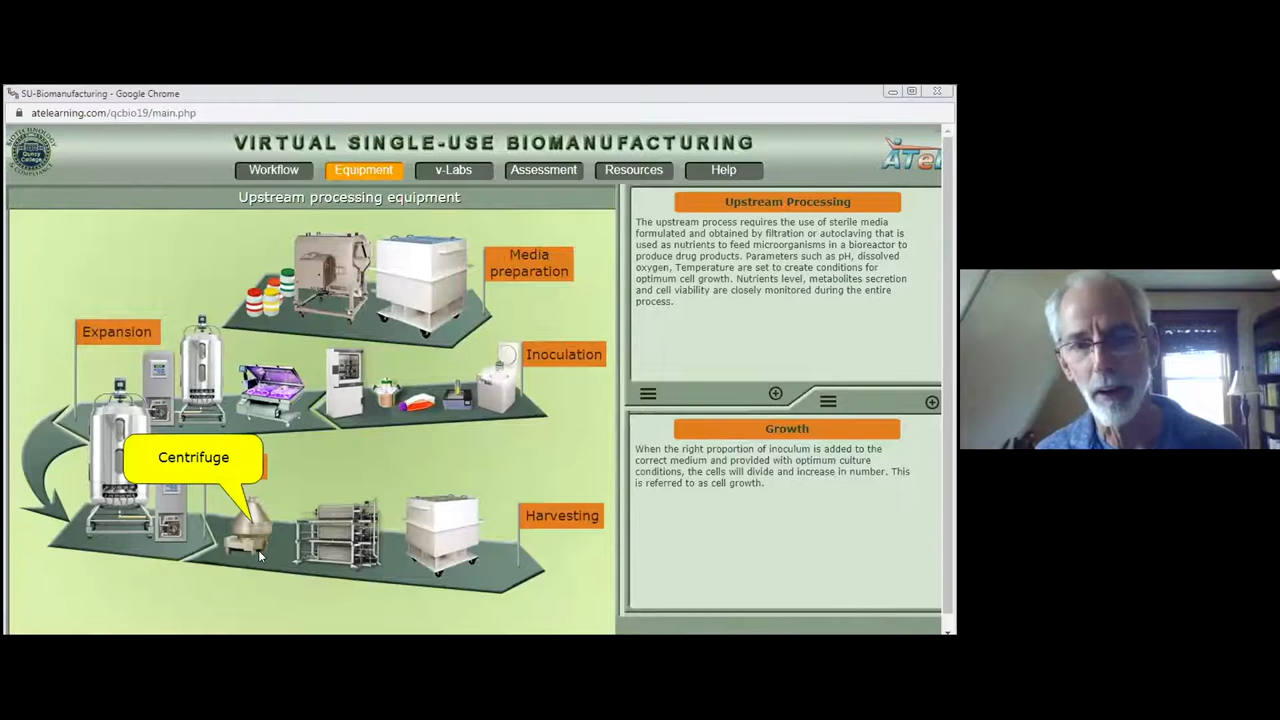 SU-Biomanufacturing - Google Chrome
atelearning.com/qcbio19/main.php
VIRTUAL SINGLE-USE BIOMANUFACTURING
Workflow
Equipment
v-Labs
Assessment
Resources
Help
BIOTECHNOLOGY
Quincy
College
& COMPLIANCE
ATeL
Upstream processing equipment
Media
preparation
Expansion
Inoculation
Centrifuge
Harvesting
Upstream Processing
The upstream process requires the use of sterile media
formulated and obtained by filtration or autoclaving that is
used as nutrients to feed microorganisms in a bioreactor to
produce drug products. Parameters such as pH, dissolved
oxygen, Temperature are set to create conditions for
optimum cell growth. Nutrients level, metabolites secretion
and cell viability are closely monitored during the entire
process.
Growth
When the right proportion of inoculum is added to the
correct medium and provided with optimum culture
conditions, the cells will divide and increase in number. This
is referred to as cell growth.